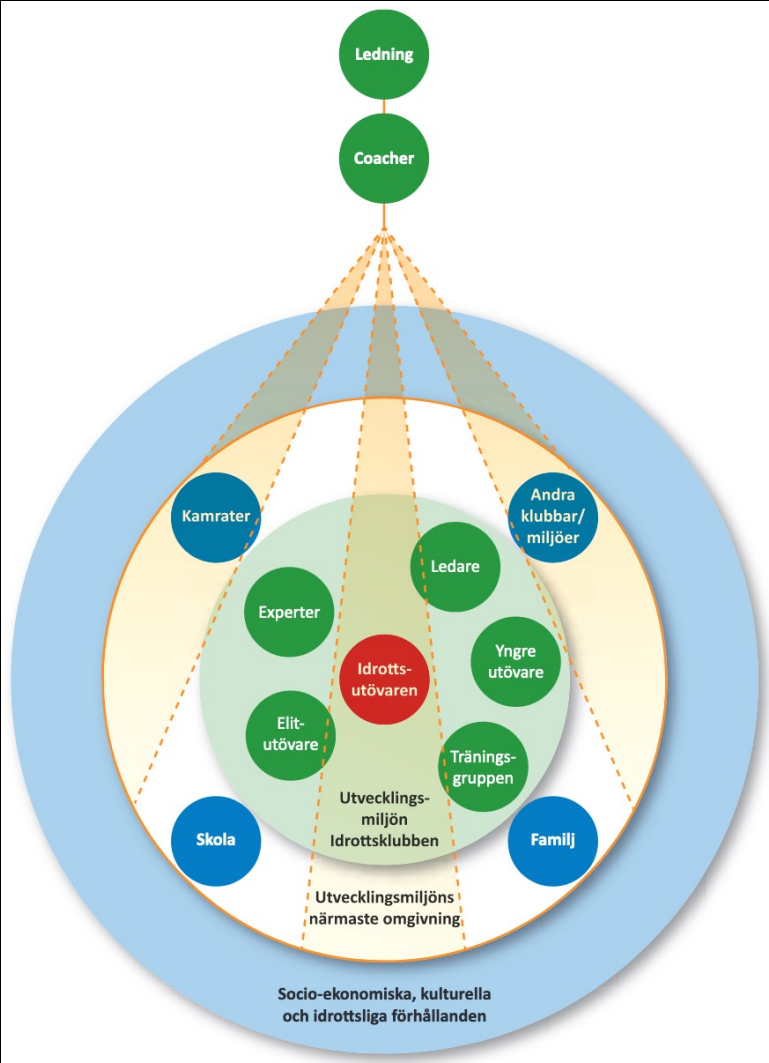 Ledning
Coacher
Kamrater
Andra
klubbar/
miljöer
Ledare
Experter
Yngre
utövare
Idrotts-
utövaren
Elit-
utövare
Tränings-
gruppen
Utvecklings-
miljön
Idrottsklubben
Skola
Familj
Utvecklingsmiljöns
närmaste omgivning
Socio-ekonomiska, kulturella
och idrottsliga förhållanden